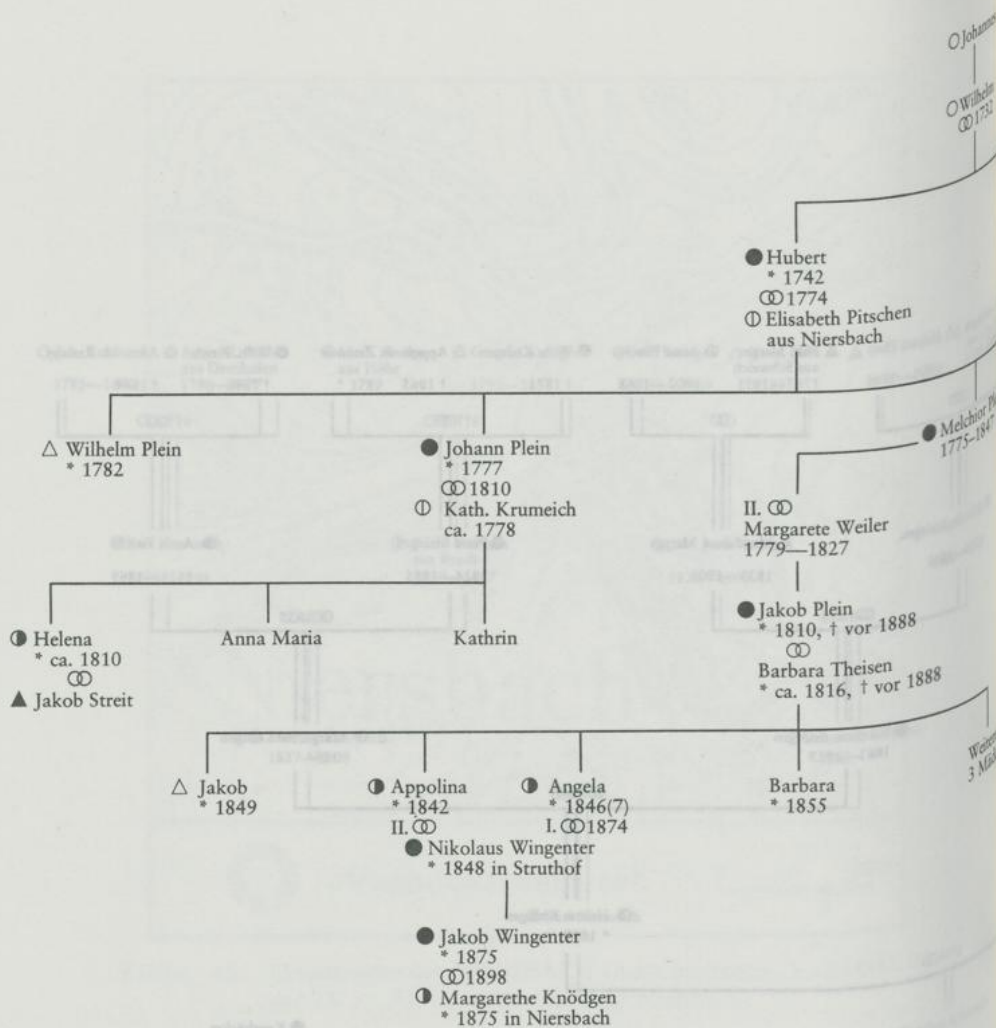 Wilhelm
⚭1732
● Hubert
* 1742
⚭1774
Elisabeth Pitschen
aus Niersbach
△ Wilhelm Plein
* 1782
● Johann Plein
* 1777
⚭1810
Kath. Krumeich
ca. 1778
Melchior
1775–1847
II. ⚭
Margarete Weiler
1779—1827
◑ Helena
* ca. 1810
⚭
▲ Jakob Streit
Anna Maria
Kathrin
● Jakob Plein
* 1810, † vor 1888
⚭
Barbara Theisen
* ca. 1816, † vor 1888
△ Jakob
* 1849
◑ Appolina
* 1842
II. ⚭
◑ Angela
* 1846(7)
I. ⚭1874
● Nikolaus Wingenter
* 1848 in Struthof
Barbara
* 1855
3
● Jakob Wingenter
* 1875
⚭1898
◑ Margarethe Knödgen
* 1875 in Niersbach